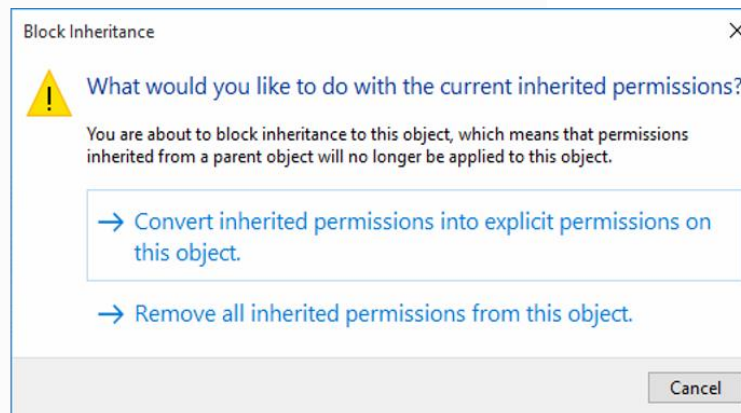 Block Inheritance
What would you like to do with the current inherited permissions?
You are about to block inheritance to this object, which means that permissions
inherited from a parent object will no longer be applied to this object.
Convert inherited permissions into explicit permissions on
this object.
Remove all inherited permissions from this object.
Cancel